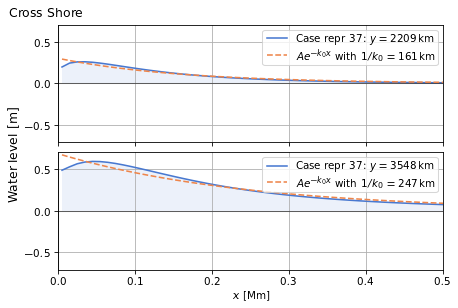 Cross Shore
Water level [m]
0.5
0.0
−0.5
Case repr 37: y = 2209 km
Ae^{−k₀x} with 1/k₀ = 161 km
0.5
0.0
−0.5
Case repr 37: y = 3548 km
Ae^{−k₀x} with 1/k₀ = 247 km
0.0 0.1 0.2 0.3 0.4 0.5
x [Mm]